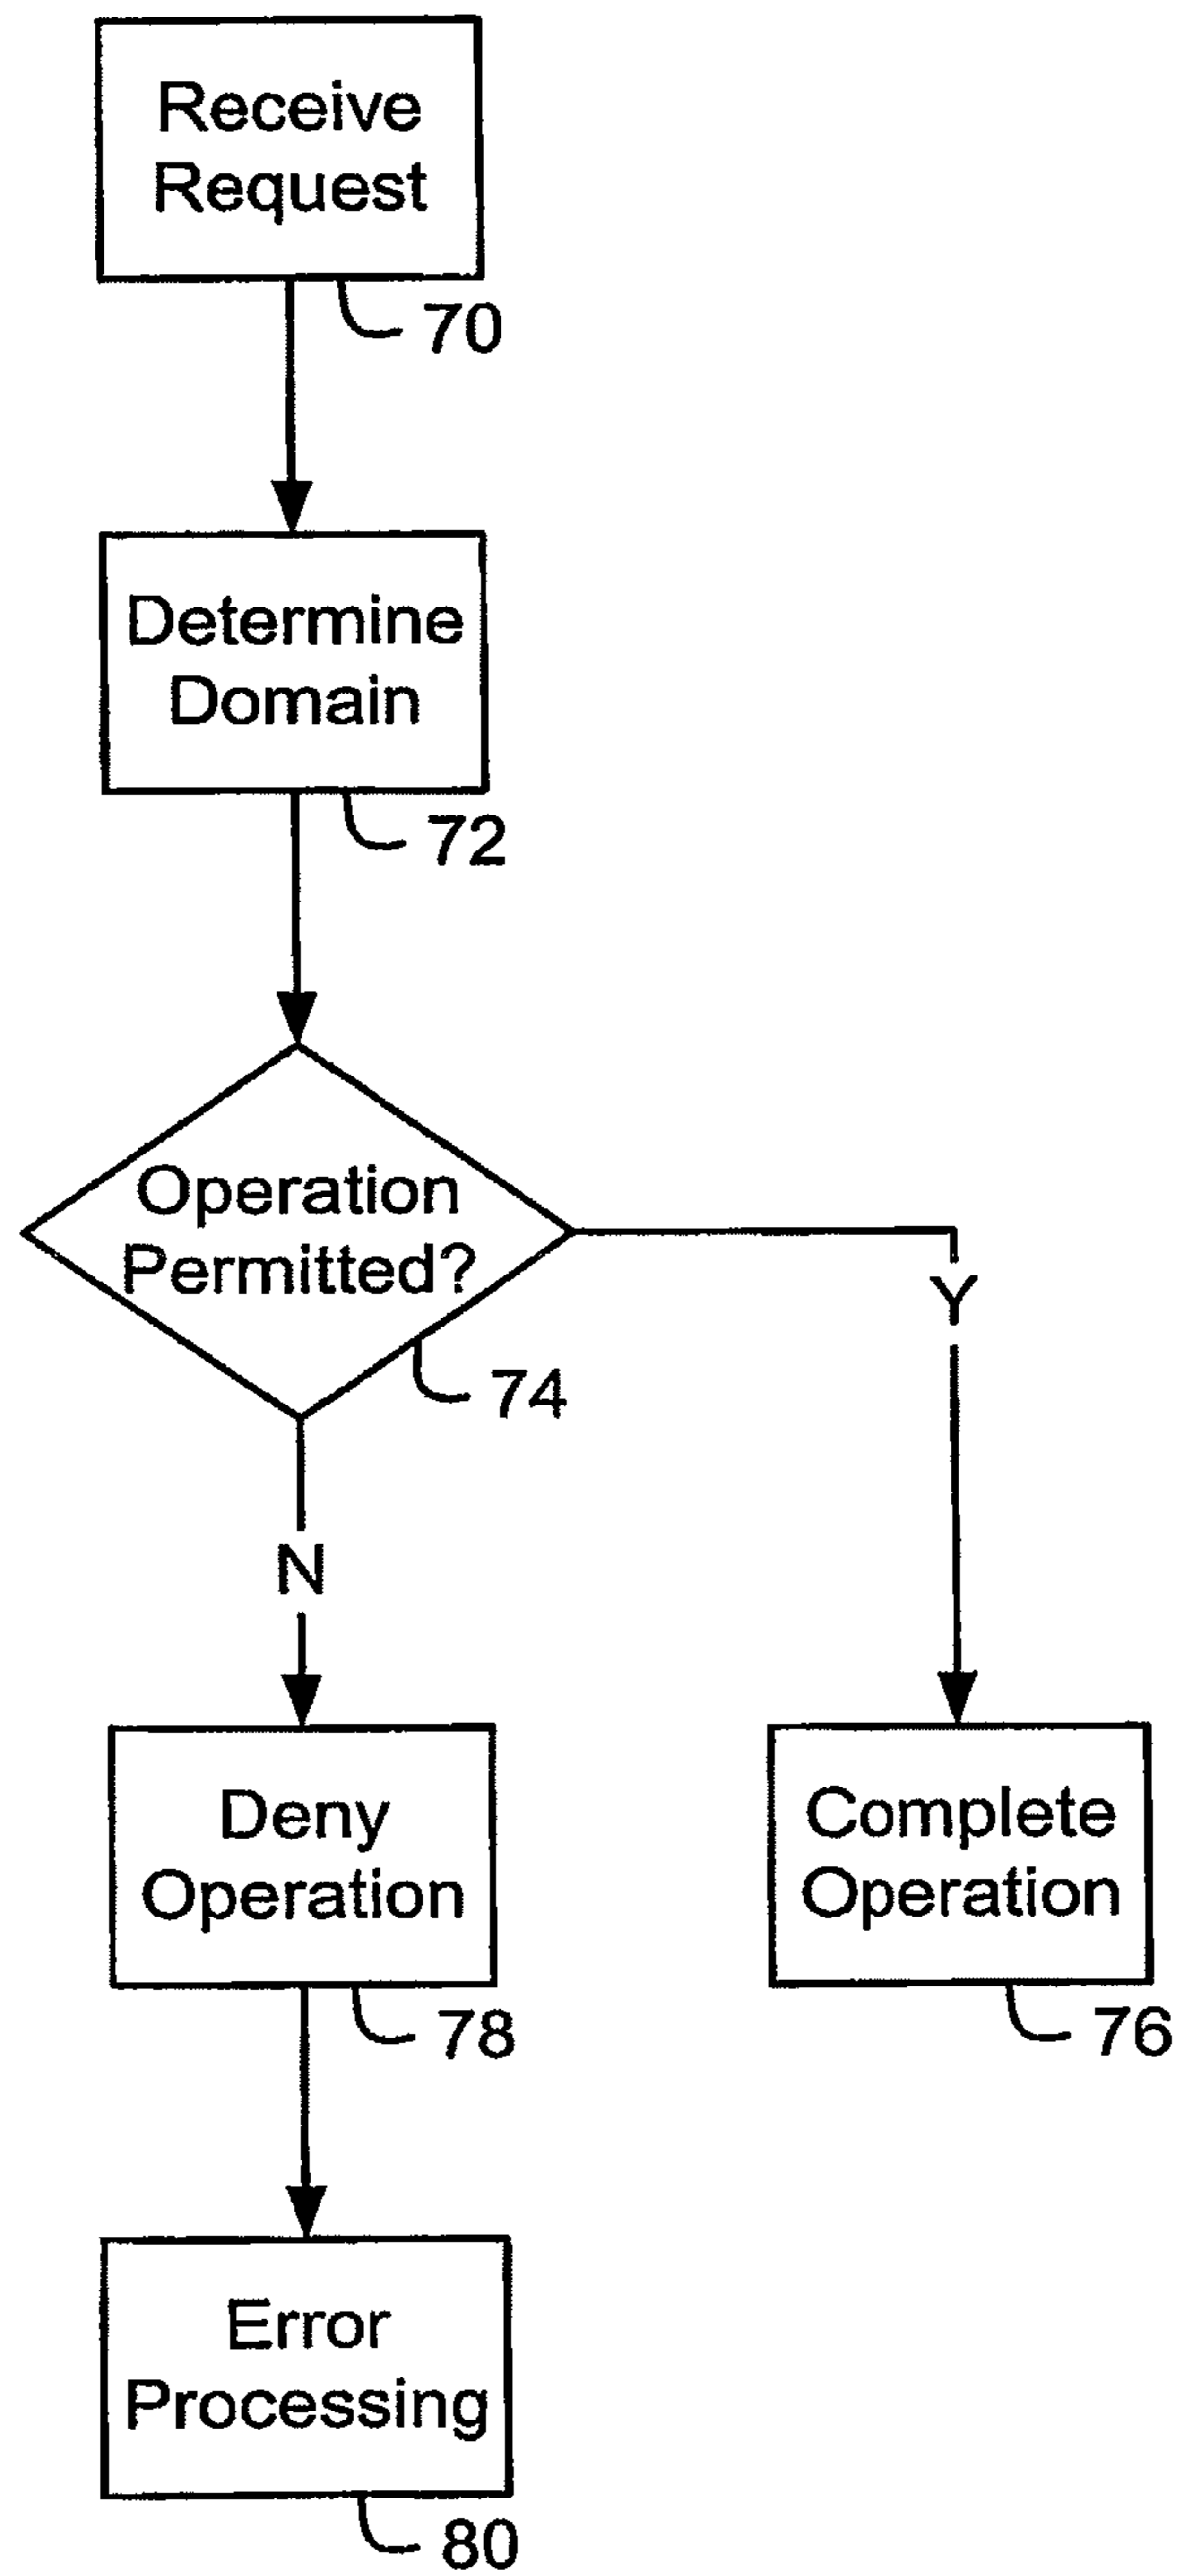 Receive
Request
70
Determine
Domain
72
Operation
Permitted?
74
Y
N
Deny
Operation
78
Complete
Operation
76
Error
Processing
80